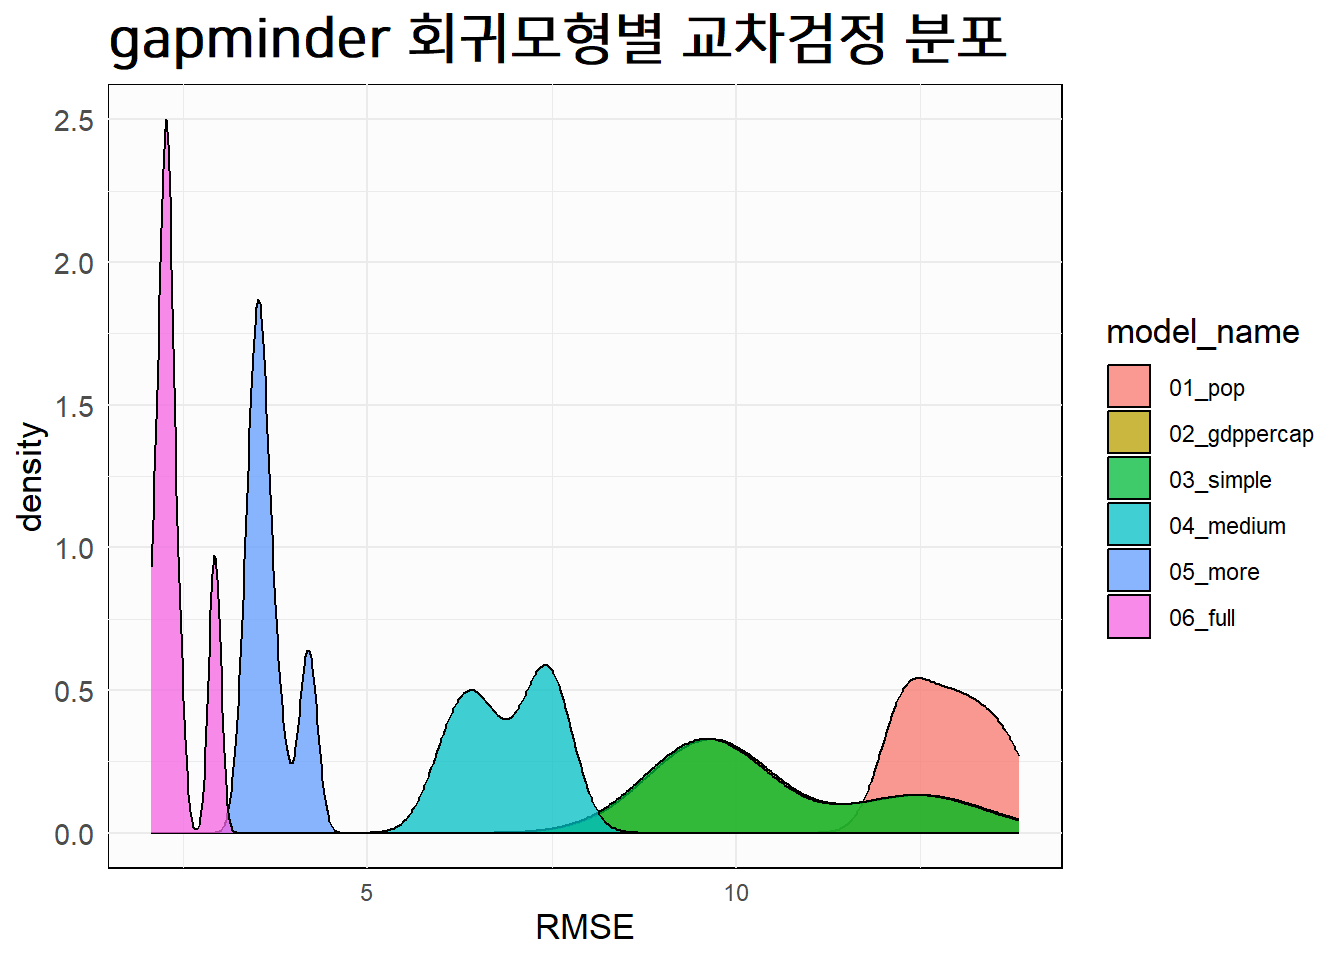 gapminder 회귀모형별 교차검정 분포
2.5
2.0
1.5
1.0
0.5
0.0
density
5
10
RMSE
model_name
01_pop
02_gdppercap
03_simple
04_medium
05_more
06_full